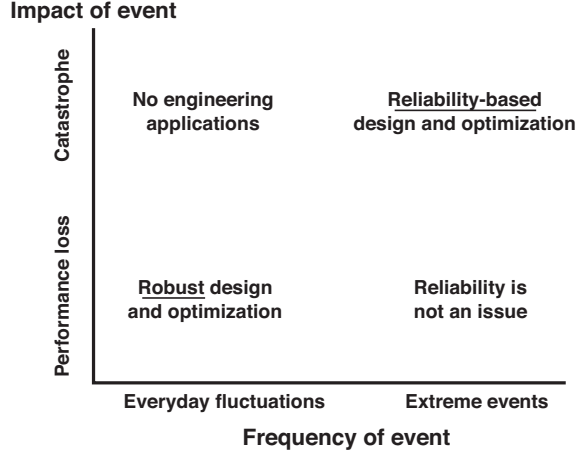 Impact of event
Catastrophe
No engineering
applications
Reliability-based
design and optimization
Performance loss
Robust design
and optimization
Reliability is
not an issue
Everyday fluctuations
Extreme events
Frequency of event